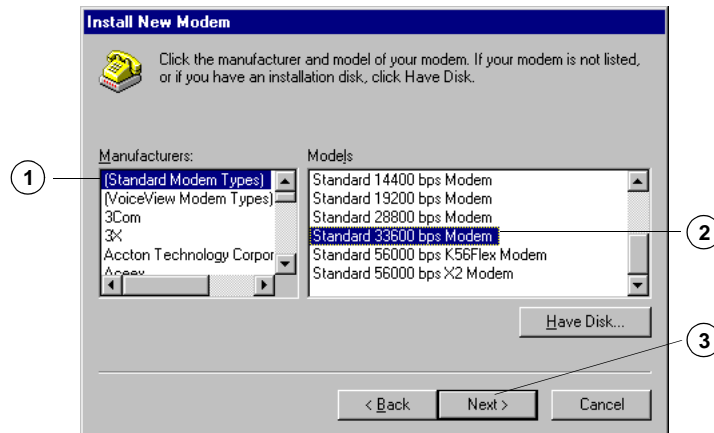 Install New Modem
Click the manufacturer and model of your modem. If your modem is not listed,
or if you have an installation disk, click Have Disk.
Manufacturers:
(Standard Modem Types)
(VoiceView Modem Types)
3Com
3X
Accton Technology Corpor
Aceex
Models
Standard 14400 bps Modem
Standard 19200 bps Modem
Standard 28800 bps Modem
Standard 33600 bps Modem
Standard 56000 bps K56Flex Modem
Standard 56000 bps X2 Modem
Have Disk...
< Back
Next >
Cancel
1
2
3